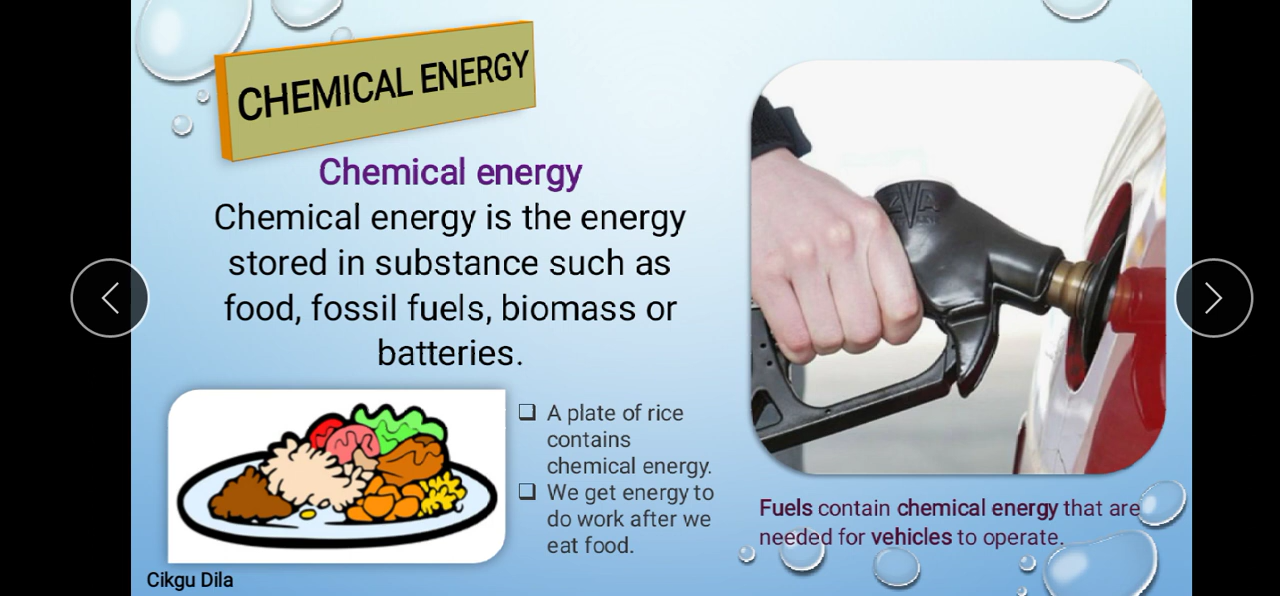 CHEMICAL ENERGY
Chemical energy
Chemical energy is the energy
stored in substance such as
food, fossil fuels, biomass or
batteries.
A plate of rice
contains
chemical energy.
We get energy to
do work after we
eat food.
Fuels contain chemical energy that are
needed for vehicles to operate.
Cikgu Dila